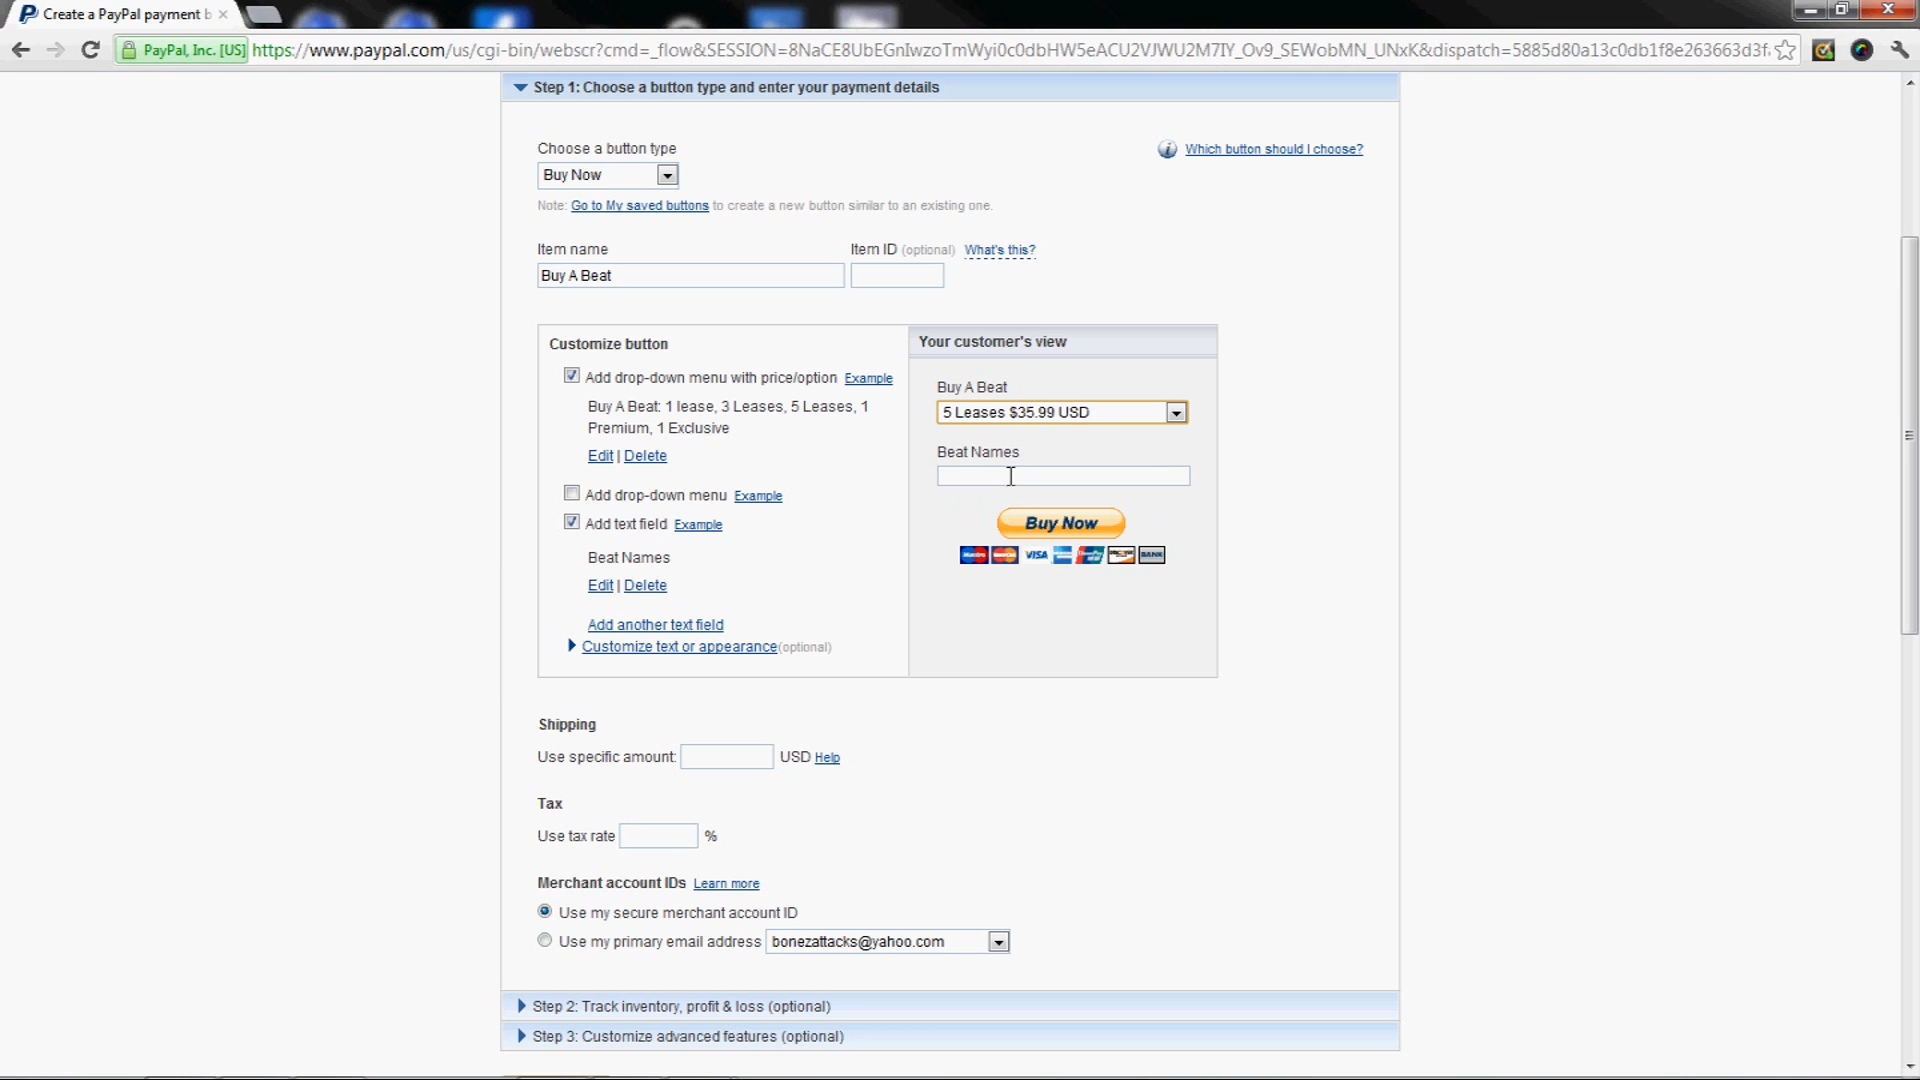 Create a PayPal payment b
PayPal, Inc. [US] https://www.paypal.com/us/cgi-bin/webscr?cmd=_flow&SESSION=8NaCE8UbEGnIwzoTmWyi0c0dbHW5eACU2VJWU2M7IY_Ov9_SEWobMN_UNxK&dispatch=5885d80a13c0db1f8e263663d3f
Step 1: Choose a button type and enter your payment details
Choose a button type
Which button should I choose?
Buy Now
Note: Go to My saved buttons to create a new button similar to an existing one.
Item name
Item ID (optional) What's this?
Buy A Beat
Customize button
Your customer's view
Add drop-down menu with price/option Example
Buy A Beat
Buy A Beat: 1 lease, 3 Leases, 5 Leases, 1
Premium, 1 Exclusive
5 Leases $35.99 USD
Edit | Delete
Beat Names
Add drop-down menu Example
Add text field Example
Buy Now
VISA
BANK
Beat Names
Edit | Delete
Add another text field
Customize text or appearance(optional)
Shipping
Use specific amount: USD Help
Tax
Use tax rate %
Merchant account IDs Learn more
Use my secure merchant account ID
Use my primary email address bonezattacks@yahoo.com
Step 2: Track inventory, profit & loss (optional)
Step 3: Customize advanced features (optional)